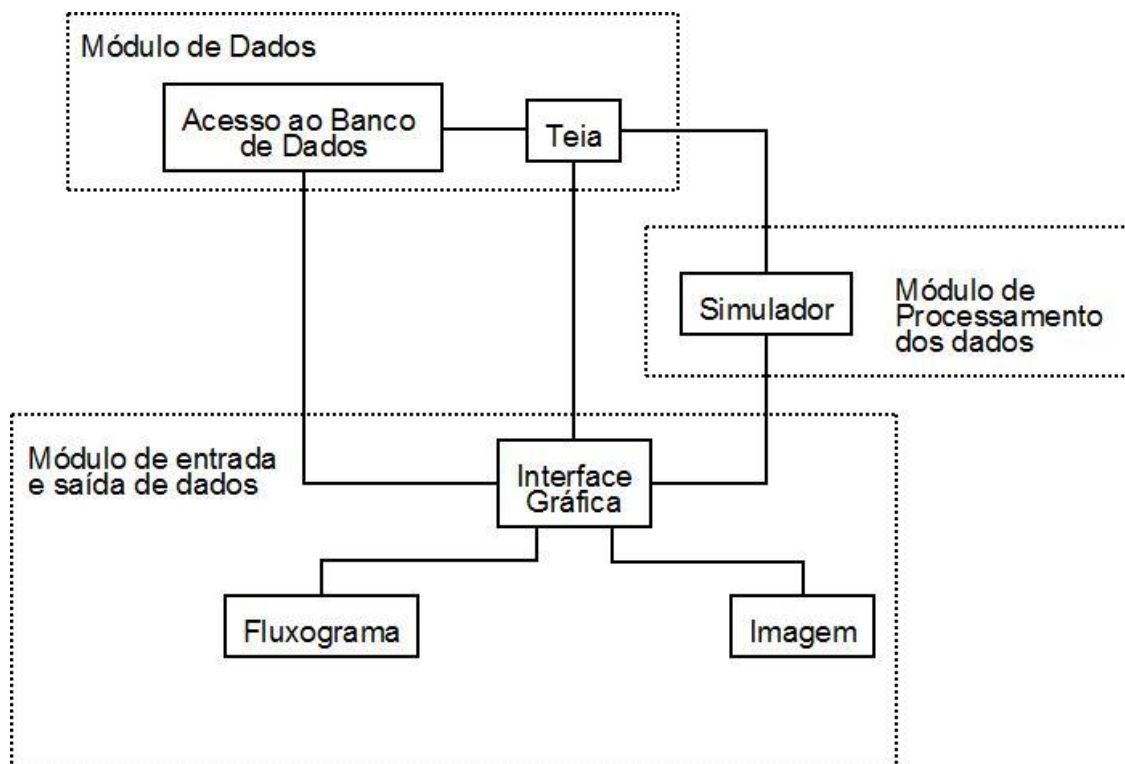 Módulo de Dados
Acesso ao Banco
de Dados
Teia
Simulador
Módulo de
Processamento
dos dados
Módulo de entrada
e saída de dados
Interface
Gráfica
Fluxograma
Imagem